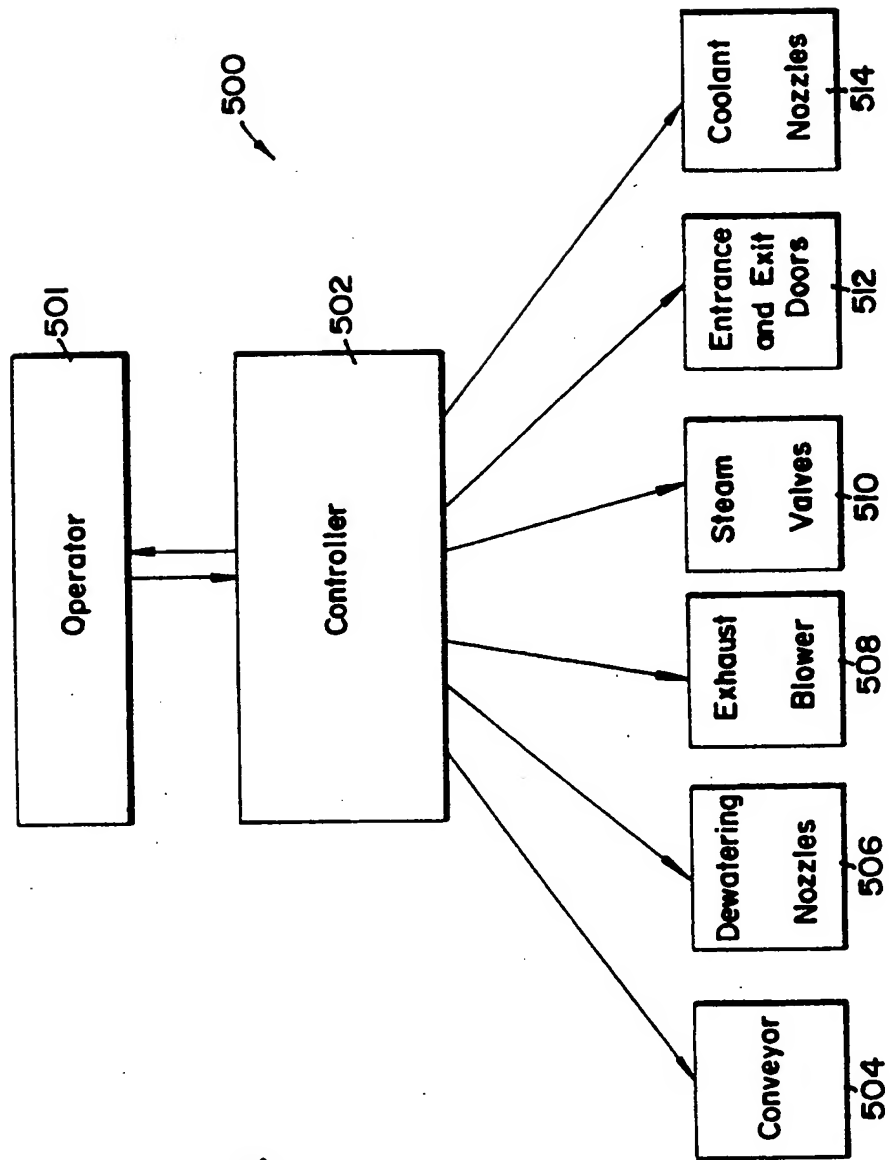 500
501
Operator
502
Controller
Conveyor
504
Dewatering
Nozzles
506
Exhaust
Blower
508
Steam
Valves
510
Entrance
and Exit
Doors
512
Coolant
Nozzles
514